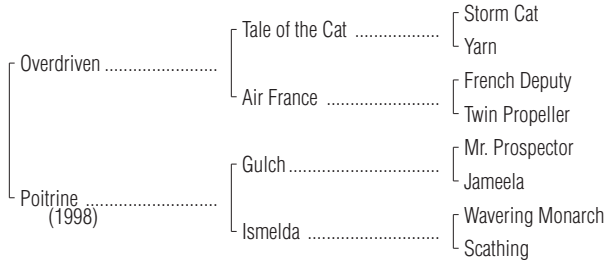 Storm Cat
Tale of the Cat ..................
Yarn
Overdriven ........................
French Deputy
Air France ........................
Twin Propeller
Mr. Prospector
Gulch................................
Jameela
Poitrine ............................
(1998)
Wavering Monarch
Ismelda ............................
Scathing